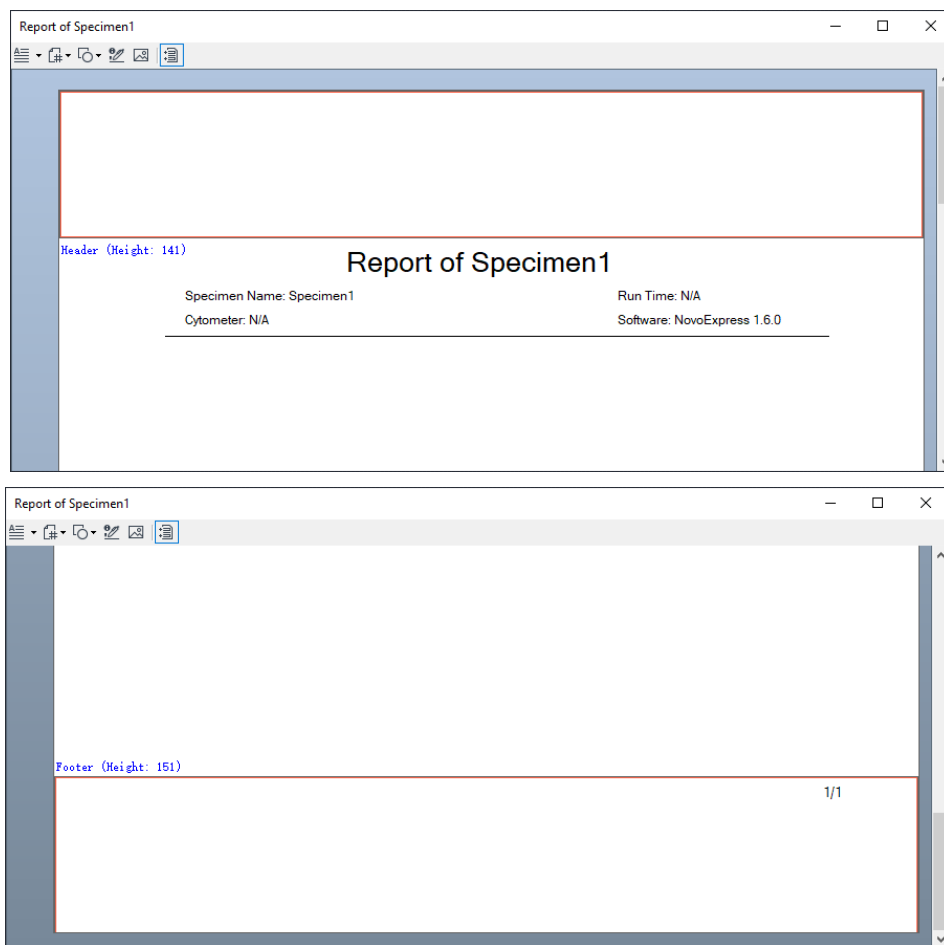 Report of Specimen1
Header (Height: 141)
Report of Specimen1
Specimen Name: Specimen1 Run Time: N/A
Cytometer: N/A Software: NovoExpress 1.6.0
Report of Specimen1
Footer (Height: 151)
1/1